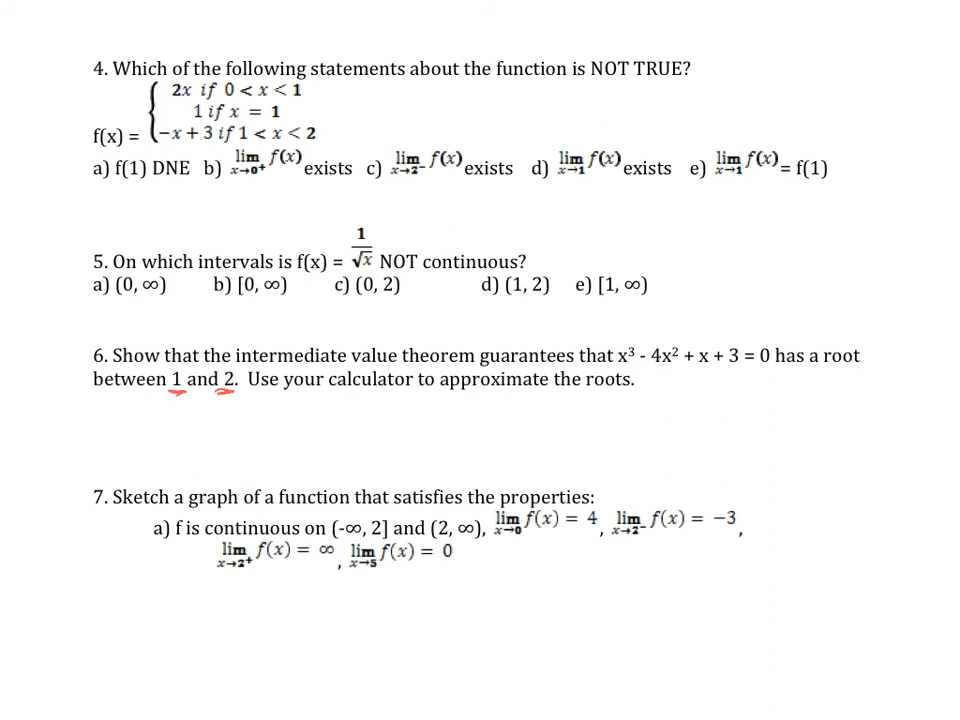 4. Which of the following statements about the function is NOT TRUE?
2x if 0 < x < 1
1 if x = 1
f(x) = { -x + 3 if 1 < x < 2
a) f(1) DNE b) lim x→0⁺ f(x) exists c) lim x→2⁻ f(x) exists d) lim x→1 f(x) exists e) lim x→1 f(x) = f(1)
5. On which intervals is f(x) = 1/√x NOT continuous?
a) (0, ∞) b) [0, ∞) c) (0, 2) d) (1, 2) e) [1, ∞)
6. Show that the intermediate value theorem guarantees that x³ - 4x² + x + 3 = 0 has a root
between 1 and 2. Use your calculator to approximate the roots.
7. Sketch a graph of a function that satisfies the properties:
a) f is continuous on (-∞, 2] and (2, ∞), lim x→0 f(x) = 4 , lim x→2⁻ f(x) = −3 ,
lim x→2⁺ f(x) = ∞ , lim x→5 f(x) = 0